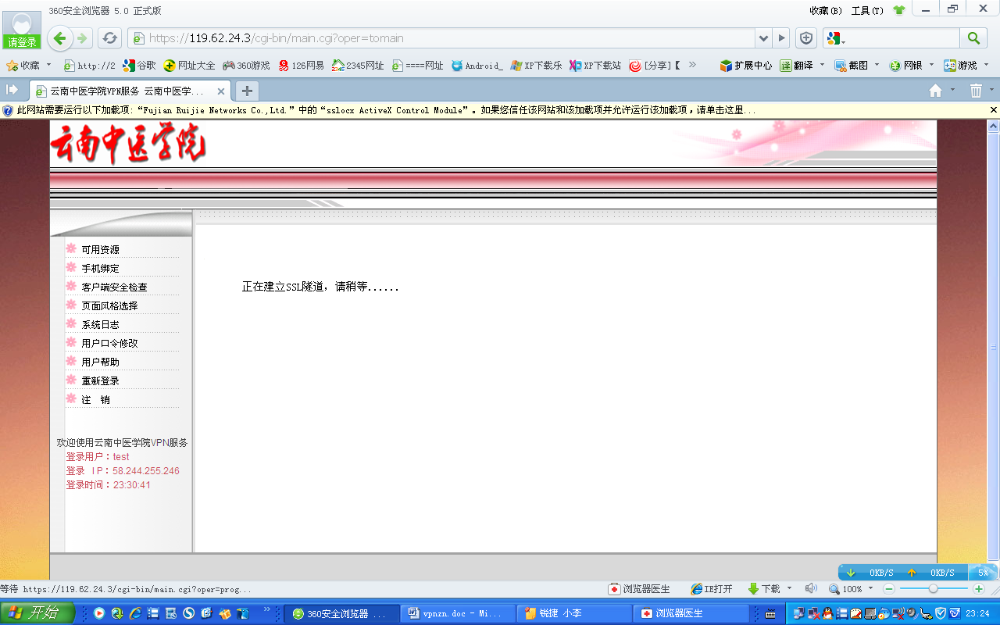 360安全浏览器 5.0 正式版
收藏(B) 工具(T)
请登录
https://119.62.24.3/cgi-bin/main.cgi?oper=tomain
收藏 http://2 谷歌 网址大全 360游戏 126网易 2345网址 ====网址 Android_ XP下载乐 XP下载站 [分享]【 » 扩展中心 翻译 截图 网银 游戏
云南中医学院VPN服务 云南中医学...
此网站需要运行以下加载项:“Fujian Ruijie Networks Co.,Ltd.”中的“sslocx ActiveX Control Module”。如果您信任该网站和该加载项并允许运行该加载项，请单击这里...
云南中医学院
可用资源
手机绑定
客户端安全检查
页面风格选择
系统日志
用户口令修改
用户帮助
重新登录
注 销
正在建立SSL隧道，请稍等......
欢迎使用云南中医学院VPN服务
登录用户：test
登录 IP：58.244.255.246
登录时间：23:30:41
0KB/S 0KB/S 5%
等待 https://119.62.24.3/cgi-bin/main.cgi?oper=prog...
浏览器医生 IE打开 下载 100%
开始 360安全浏览器 ... vpnzn.doc - Mi... 锐捷 小李 浏览器医生 23:24